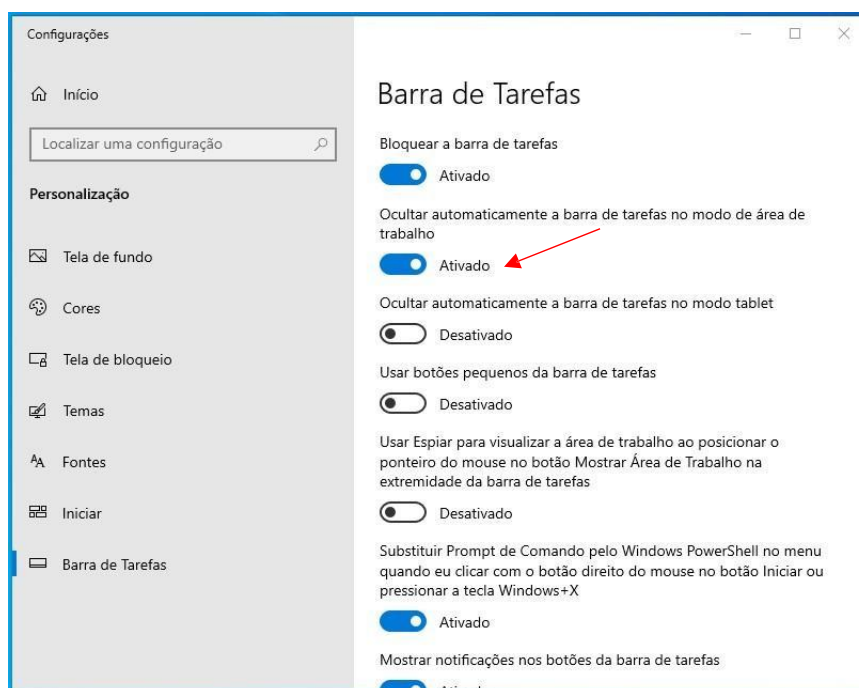 Configurações
Início
Localizar uma configuração
Personalização
Tela de fundo
Cores
Tela de bloqueio
Temas
Fontes
Iniciar
Barra de Tarefas
Barra de Tarefas
Bloquear a barra de tarefas
Ativado
Ocultar automaticamente a barra de tarefas no modo de área de
trabalho
Ativado
Ocultar automaticamente a barra de tarefas no modo tablet
Desativado
Usar botões pequenos da barra de tarefas
Desativado
Usar Espiar para visualizar a área de trabalho ao posicionar o
ponteiro do mouse no botão Mostrar Área de Trabalho na
extremidade da barra de tarefas
Desativado
Substituir Prompt de Comando pelo Windows PowerShell no menu
quando eu clicar com o botão direito do mouse no botão Iniciar ou
pressionar a tecla Windows+X
Ativado
Mostrar notificações nos botões da barra de tarefas